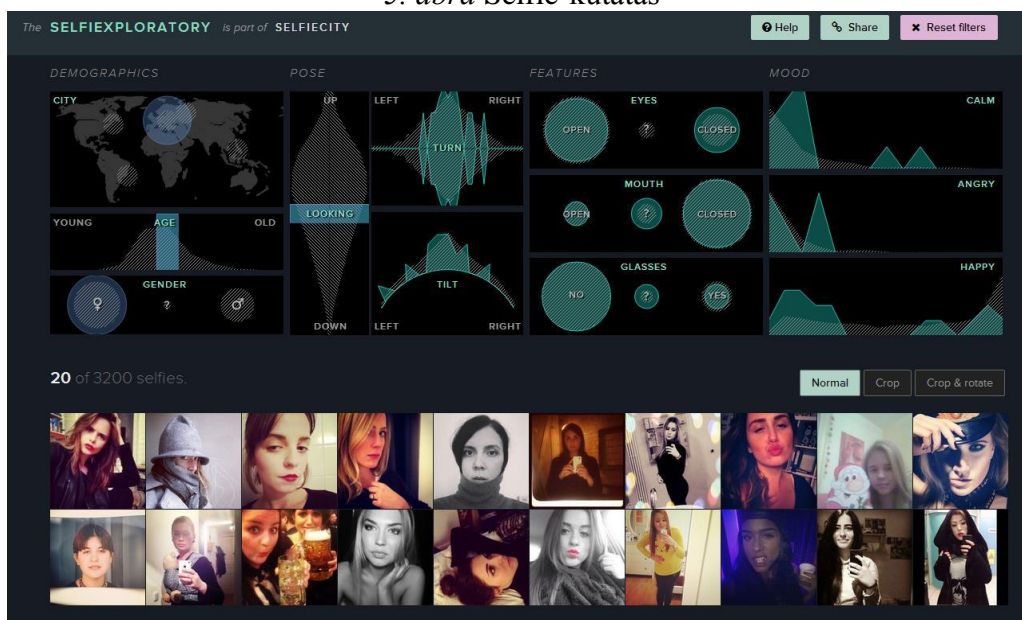 5. ábra Szelfie-kutatás
The SELFIEXPLORATORY is part of SELFIECITY
Help
Share
Reset filters
DEMOGRAPHICS
POSE
FEATURES
MOOD
CITY
YOUNG AGE OLD
GENDER
?
UP
LOOKING
DOWN
LEFT RIGHT
TURN
TILT
LEFT RIGHT
EYES
OPEN ? CLOSED
MOUTH
OPEN ? CLOSED
GLASSES
NO ? YES
CALM
ANGRY
HAPPY
20 of 3200 selfies.
Normal
Crop
Crop & rotate